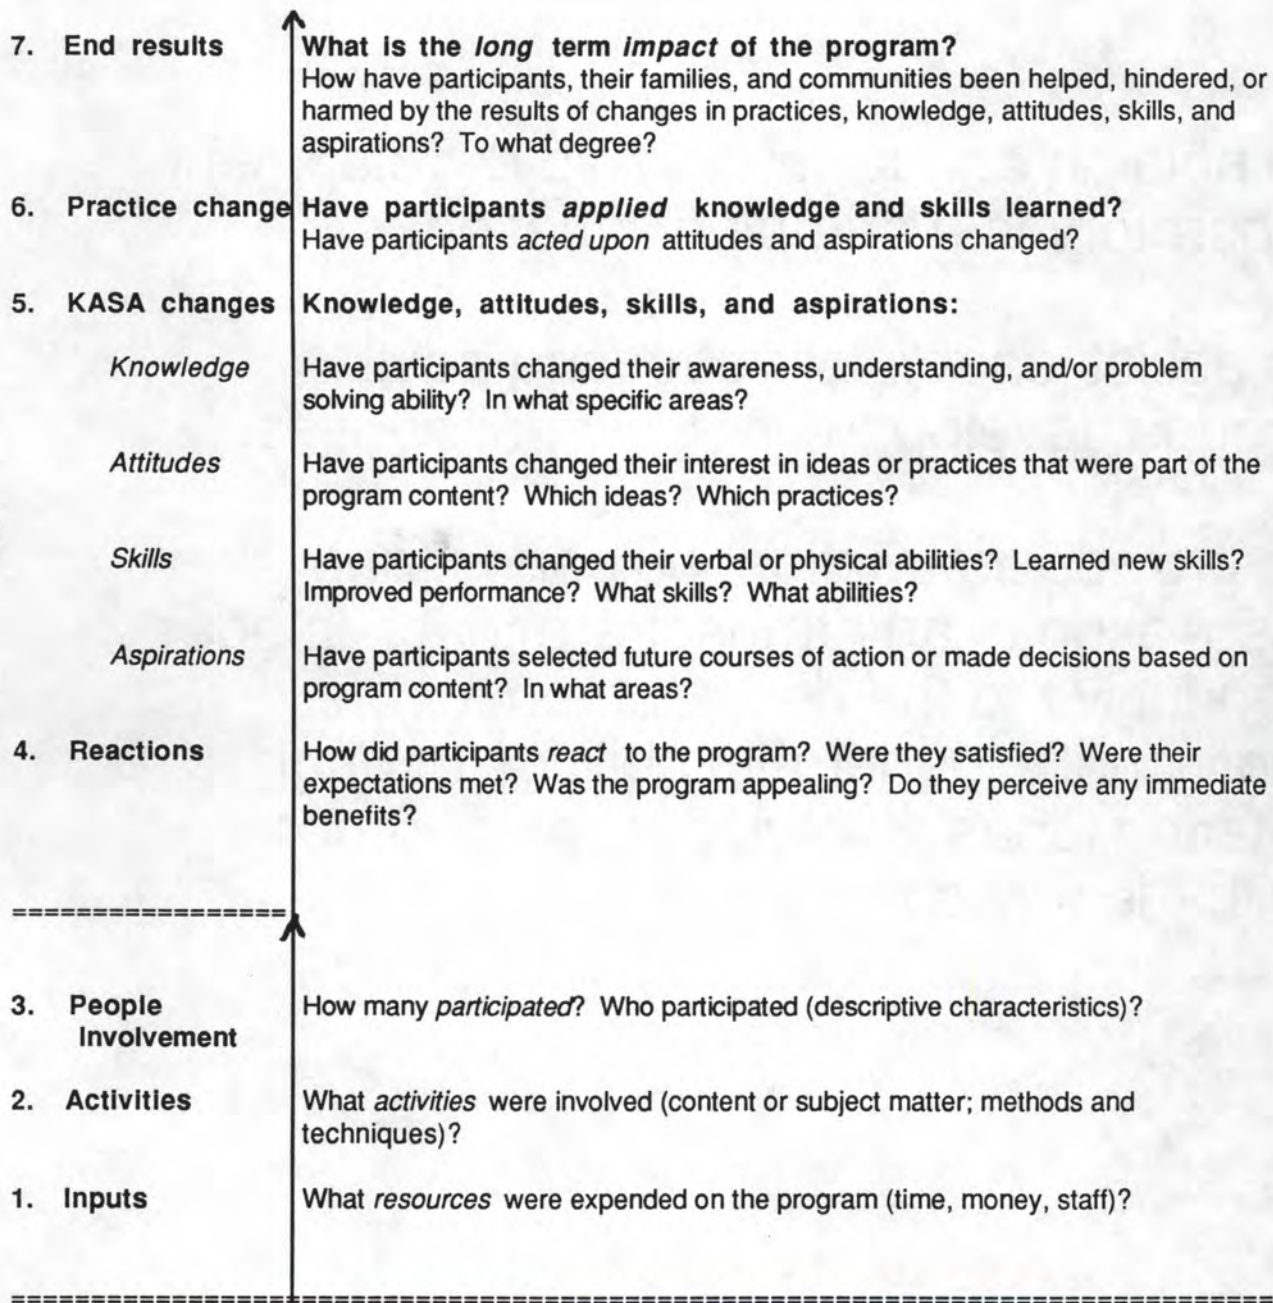 7. End results What is the long term impact of the program?
How have participants, their families, and communities been helped, hindered, or
harmed by the results of changes in practices, knowledge, attitudes, skills, and
aspirations? To what degree?
6. Practice change Have participants applied knowledge and skills learned?
Have participants acted upon attitudes and aspirations changed?
5. KASA changes Knowledge, attitudes, skills, and aspirations:
Knowledge Have participants changed their awareness, understanding, and/or problem
solving ability? In what specific areas?
Attitudes Have participants changed their interest in ideas or practices that were part of the
program content? Which ideas? Which practices?
Skills Have participants changed their verbal or physical abilities? Learned new skills?
Improved performance? What skills? What abilities?
Aspirations Have participants selected future courses of action or made decisions based on
program content? In what areas?
4. Reactions How did participants react to the program? Were they satisfied? Were their
expectations met? Was the program appealing? Do they perceive any immediate
benefits?
3. People How many participated? Who participated (descriptive characteristics)?
Involvement
2. Activities What activities were involved (content or subject matter; methods and
techniques)?
1. Inputs What resources were expended on the program (time, money, staff)?